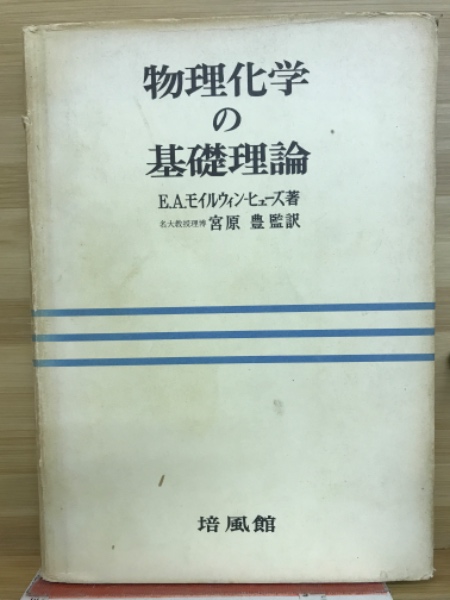 物理化学
の
基礎理論
E.A.モイルウィン・ヒューズ著
名大教授理博 宮原 豊監訳
培風館